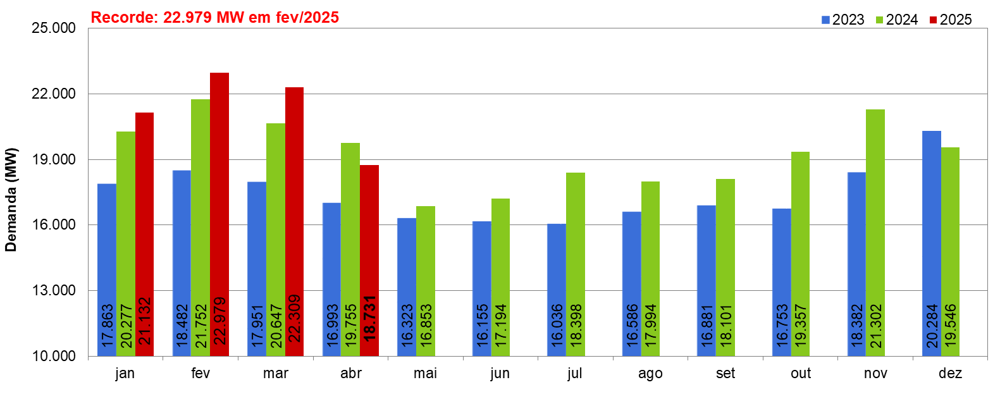 Recorde: 22.979 MW em fev/2025
2023 2024 2025
Demanda (MW)
25.000
22.000
19.000
16.000
13.000
10.000
17.863 20.277 21.132
18.482 21.752 22.979
17.951 20.647 22.309
16.993 19.755 18.731
16.323 16.853
16.155 17.194
16.036 18.398
16.586 17.994
16.881 18.101
16.753 19.357
18.382 21.302
20.284 19.546
jan fev mar abr mai jun jul ago set out nov dez